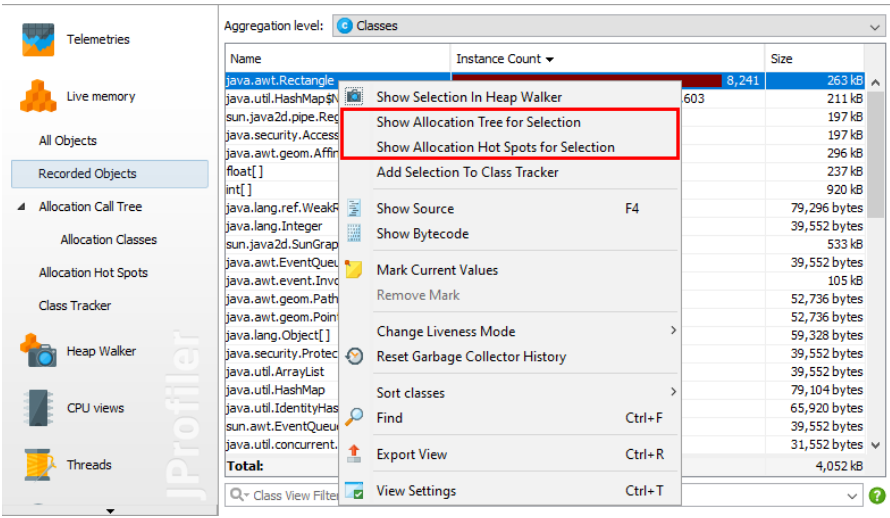 Aggregation level: C Classes
Telemetries
Live memory
All Objects
Recorded Objects
Allocation Call Tree
Allocation Classes
Allocation Hot Spots
Class Tracker
Heap Walker
CPU views
Threads
JProfiler
Name Instance Count Size
java.awt.Rectangle 8,241 263 kB
java.util.HashMap$N ,603 211 kB
sun.java2d.pipe.Reg 197 kB
java.security.Access 197 kB
java.awt.geom.Affin 296 kB
float[] 237 kB
int[] 920 kB
java.lang.ref.WeakR 79,296 bytes
java.lang.Integer 39,552 bytes
sun.java2d.SunGrap 533 kB
java.awt.EventQueu 39,552 bytes
java.awt.event.Invo 105 kB
java.awt.geom.Path 52,736 bytes
java.awt.geom.Poin 52,736 bytes
java.lang.Object[] 59,328 bytes
java.security.Protec 39,552 bytes
java.util.ArrayList 39,552 bytes
java.util.HashMap 79,104 bytes
java.util.IdentityHas 65,920 bytes
sun.awt.EventQueu 39,552 bytes
java.util.concurrent. 31,552 bytes
Total: 4,052 kB
Class View Filte
Show Selection In Heap Walker
Show Allocation Tree for Selection
Show Allocation Hot Spots for Selection
Add Selection To Class Tracker
Show Source F4
Show Bytecode
Mark Current Values
Remove Mark
Change Liveness Mode
Reset Garbage Collector History
Sort classes
Find Ctrl+F
Export View Ctrl+R
View Settings Ctrl+T